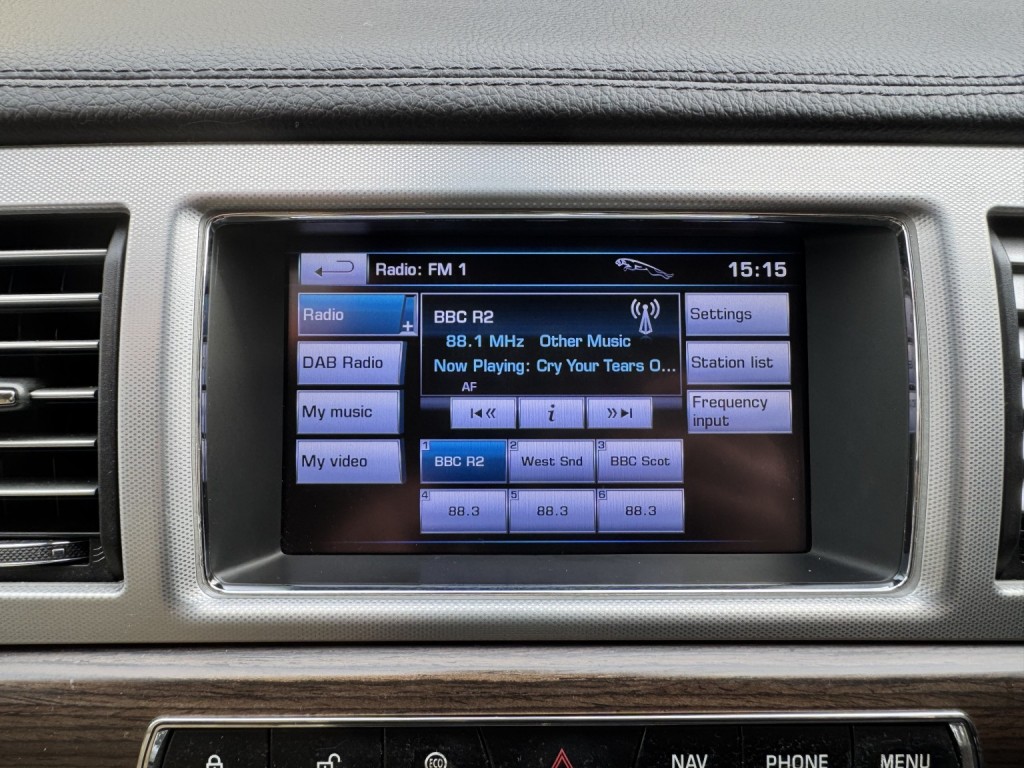 Radio: FM 1
15:15
Radio
+
BBC R2
88.1 MHz Other Music
Now Playing: Cry Your Tears O...
AF
Settings
DAB Radio
Station list
My music
i
Frequency
input
My video
1 BBC R2
2 West Snd
3 BBC Scot
4 88.3
5 88.3
6 88.3
ECO
NAV
PHONE
MENU